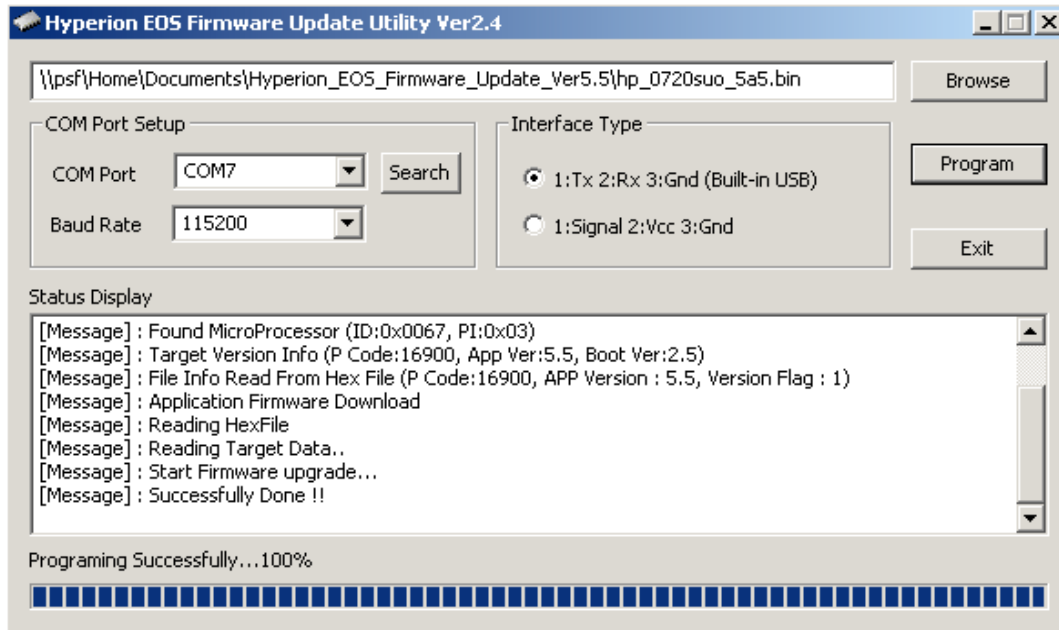 Hyperion EOS Firmware Update Utility Ver2.4
\\psf\Home\Documents\Hyperion_EOS_Firmware_Update_Ver5.5\hp_0720suo_5a5.bin
Browse
COM Port Setup
COM Port
COM7
Search
Baud Rate
115200
Interface Type
1:Tx 2:Rx 3:Gnd (Built-in USB)
1:Signal 2:Vcc 3:Gnd
Program
Exit
Status Display
[Message] : Found MicroProcessor (ID:0x0067, PI:0x03)
[Message] : Target Version Info (P Code:16900, App Ver:5.5, Boot Ver:2.5)
[Message] : File Info Read From Hex File (P Code:16900, APP Version : 5.5, Version Flag : 1)
[Message] : Application Firmware Download
[Message] : Reading HexFile
[Message] : Reading Target Data..
[Message] : Start Firmware upgrade...
[Message] : Successfully Done !!
Programing Successfully...100%